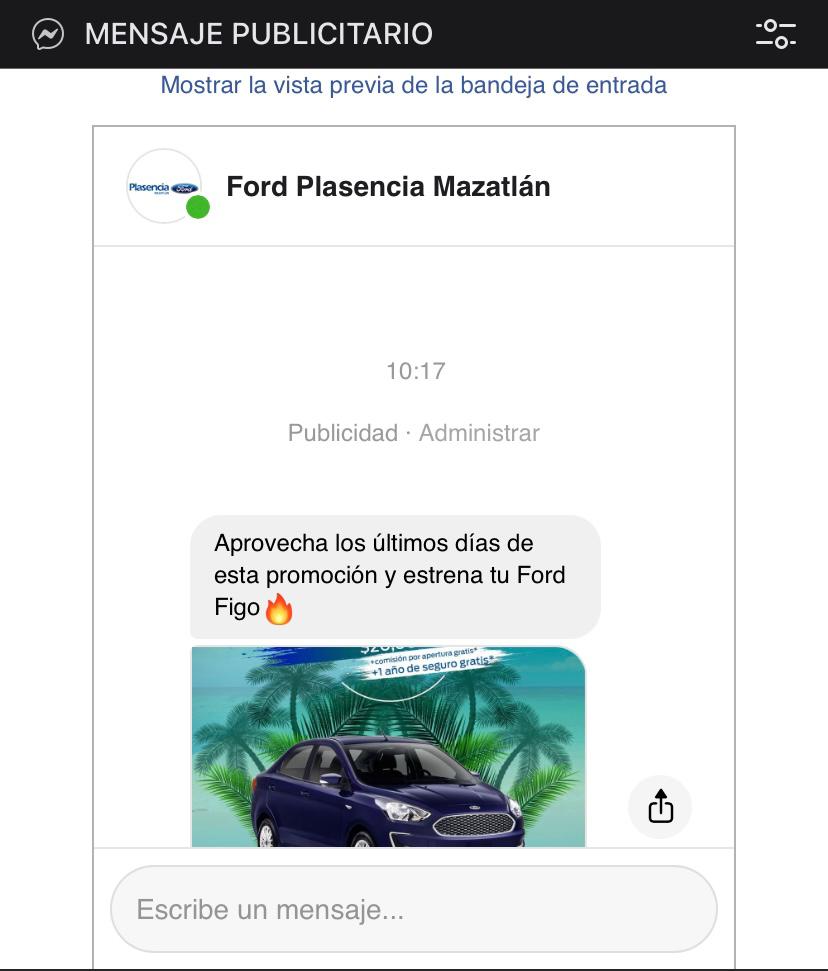 MENSAJE PUBLICITARIO
Mostrar la vista previa de la bandeja de entrada
Plasencia Ford
Ford Plasencia Mazatlán
10:17
Publicidad · Administrar
Aprovecha los últimos días de
esta promoción y estrena tu Ford
Figo🔥
*comisión por apertura gratis*
+1 año de seguro gratis*
Escribe un mensaje...